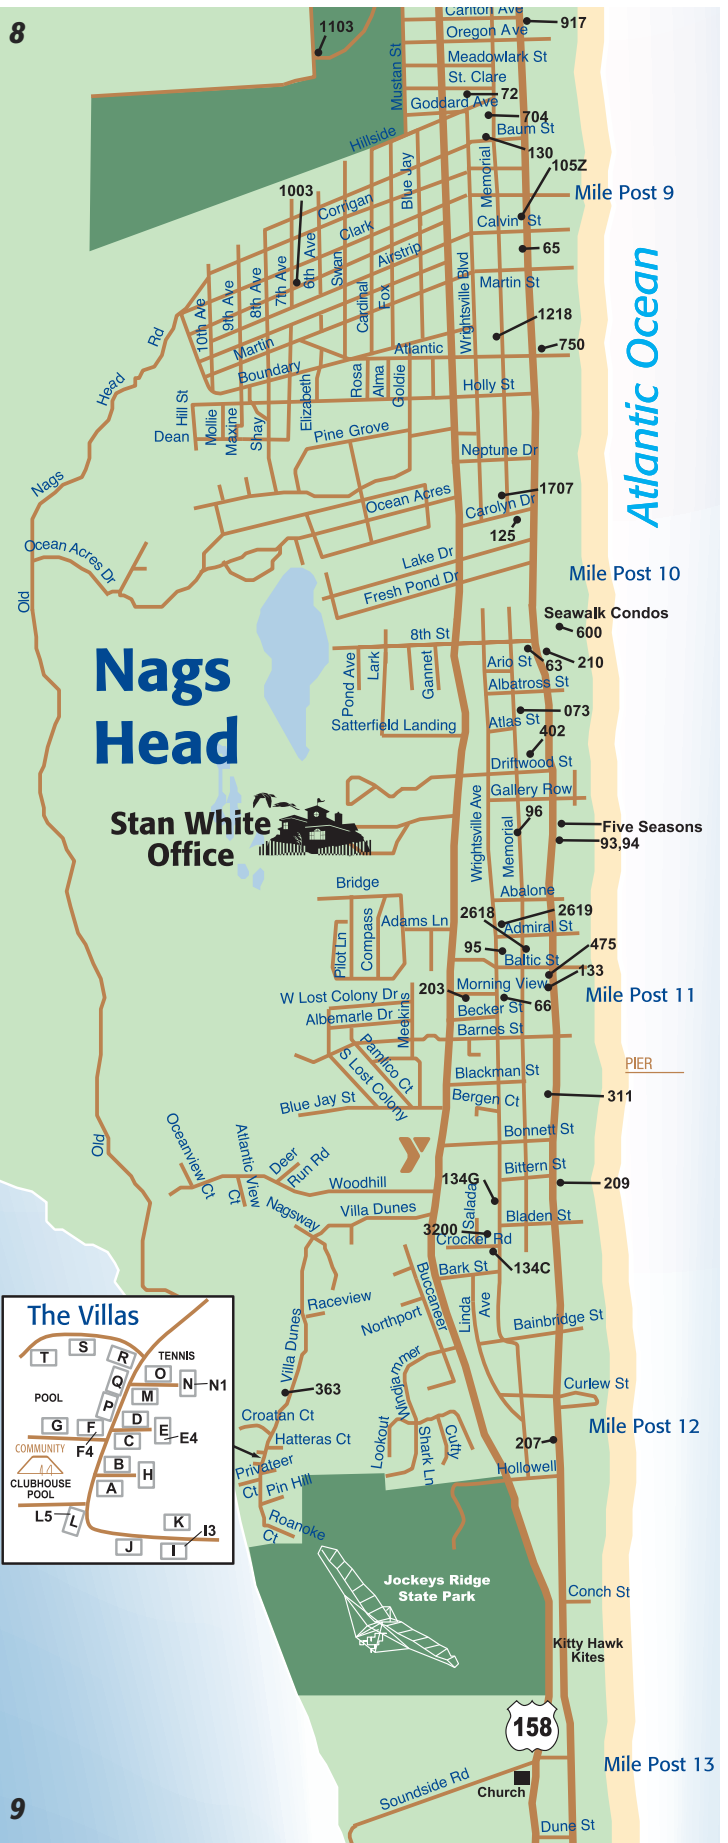 8
1103
Carlton Ave
917
Oregon Ave
Mustan St
Meadowlark St
St. Clare
72
Goddard Ave
704
Baum St
Hillside
130
105Z
Blue Jay
Memorial
Mile Post 9
1003
Corrigan
Calvin St
Clark
65
6th Ave
Swan
Airstrip
7th Ave
8th Ave
9th Ave
10th Ave
Cardinal
Fox
Wrightsville Blvd
Martin St
Atlantic Ocean
1218
Rd
Martin
Atlantic
750
Boundary
Head
Hill St
Dean
Mollie
Maxine
Shay
Elizabeth
Rosa
Alma
Goldie
Holly St
Pine Grove
Neptune Dr
Nags
Ocean Acres
1707
Carolyn Dr
125
Ocean Acres Dr
Lake Dr
Fresh Pond Dr
Mile Post 10
Old
Seawalk Condos
600
8th St
Nags
Head
Pond Ave
Lark
Gannet
Ario St
63
210
Albatross St
073
Satterfield Landing
Atlas St
402
Driftwood St
Gallery Row
Stan White
Office
Wrightsville Ave
Memorial
96
Five Seasons
93,94
Bridge
Abalone
2618
2619
Pilot Ln
Compass
Adams Ln
Admiral St
95
Baltic St
475
133
W Lost Colony Dr
203
Morning View
66
Mile Post 11
Albemarle Dr
Meekins
Becker St
Barnes St
Pamlico Ct
S Lost Colony
PIER
Blackman St
Blue Jay St
Bergen Ct
311
Old
Oceanview Ct
Atlantic View
Ct
Deer
Run Rd
Bonnett St
Woodhill
134G
Bittern St
209
Nagsway
Villa Dunes
Salada
Bladen St
3200
Crocker Rd
Buccaneer
Bark St
134C
Raceview
Northport
Linda
Ave
Bainbridge St
Villa Dunes
The Villas
T
S
R
TENNIS
Q
O
N
N1
M
POOL
P
G
F
D
E
E4
COMMUNITY
F4
C
B
H
CLUBHOUSE
POOL
A
L5
L
K
I3
J
I
Windjammer
363
Curlew St
Croatan Ct
Lookout
Shark Ln
Cutty
Mile Post 12
Hatteras Ct
207
Privateer
Ct
Hollowell
Pin Hill
Roanoke
Ct
Jockeys Ridge
State Park
Conch St
Kitty Hawk
Kites
158
Mile Post 13
Soundside Rd
Church
9
Dune St